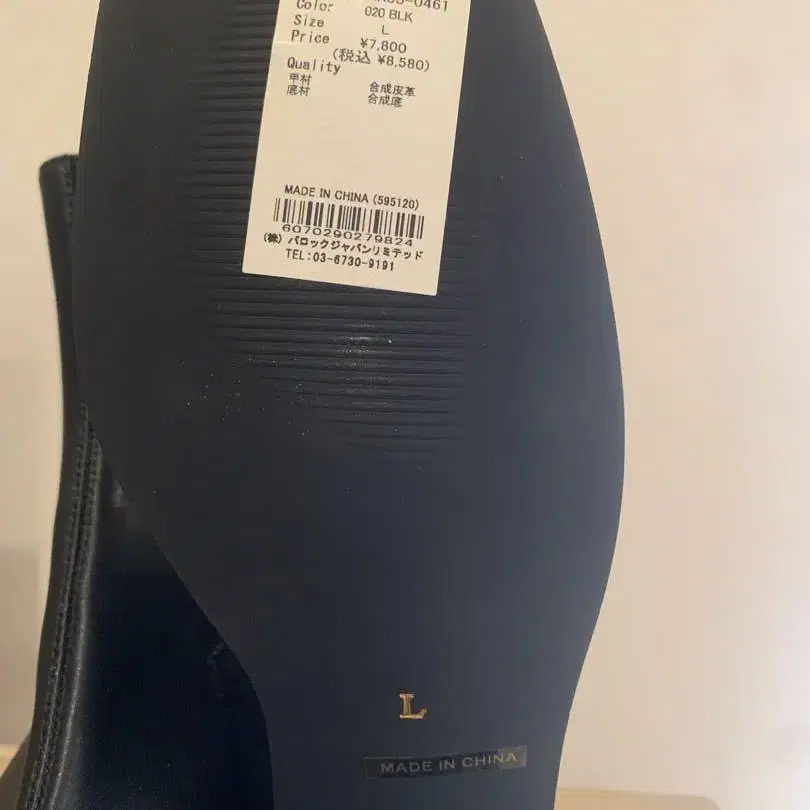 Color 020 BLK
Size L
Price ¥7,800
(税込 ¥8,580)
Quality
甲材 合成皮革
底材 合成底
MADE IN CHINA (595120)
6070290279824
(株) バロックジャパンリミテッド
TEL:03-6730-9191
L
MADE IN CHINA